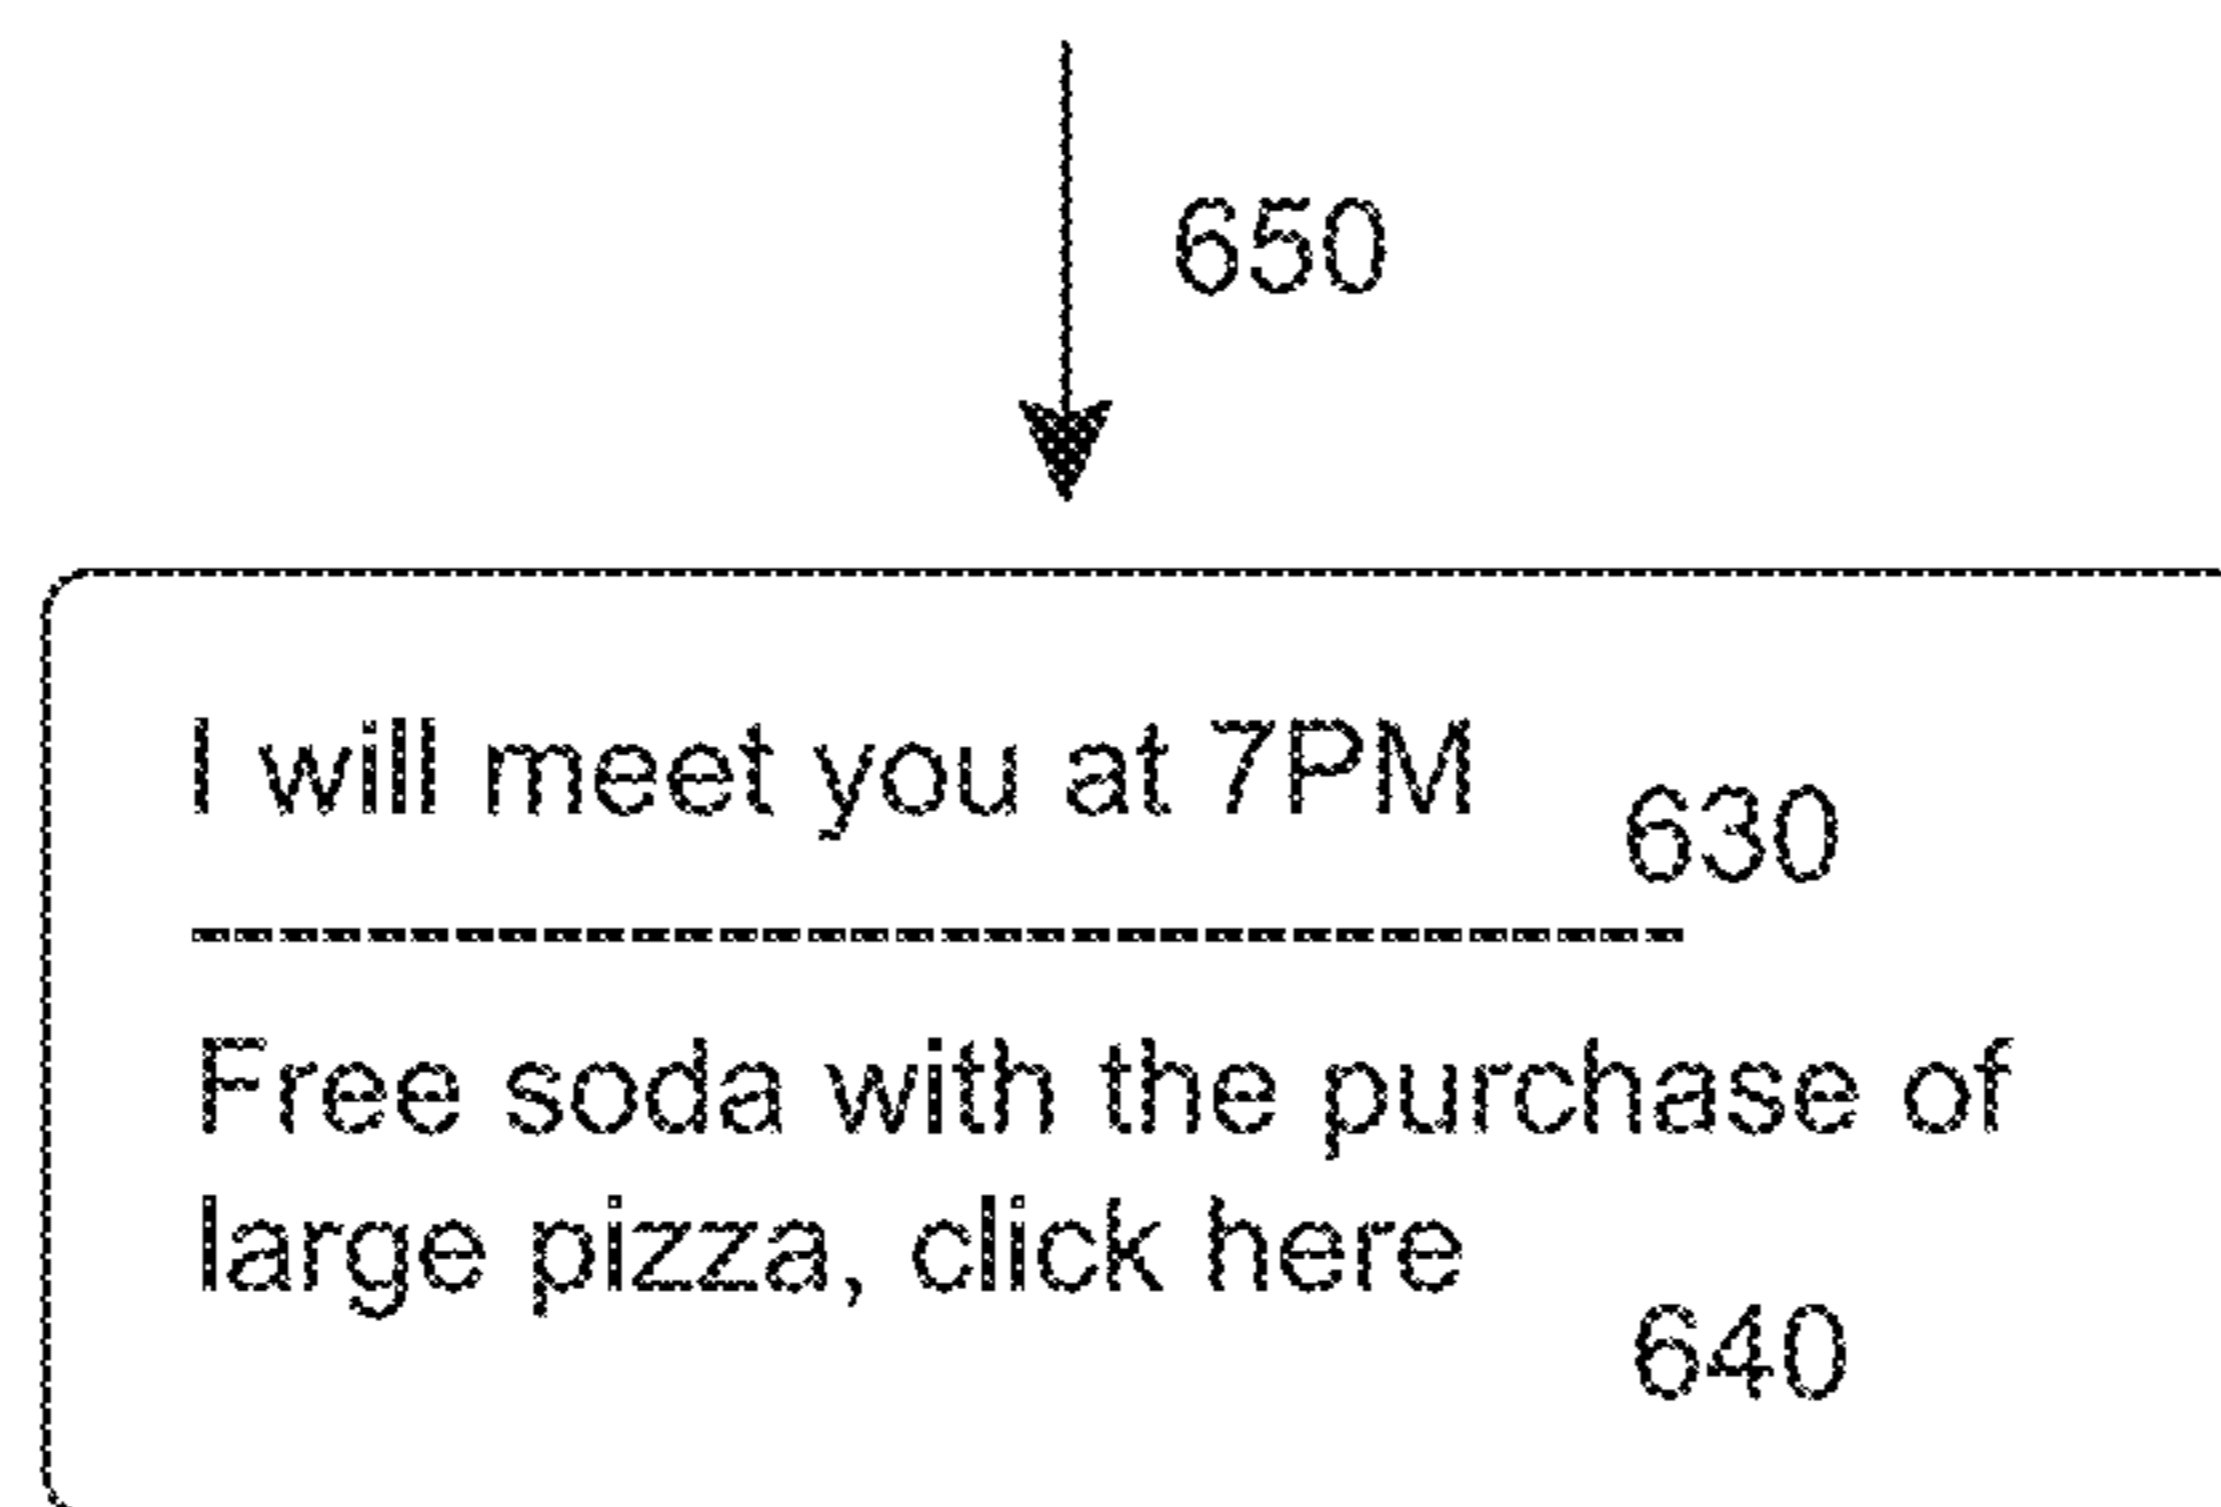 650
I will meet you at 7PM
630
Free soda with the purchase of
large pizza, click here
640